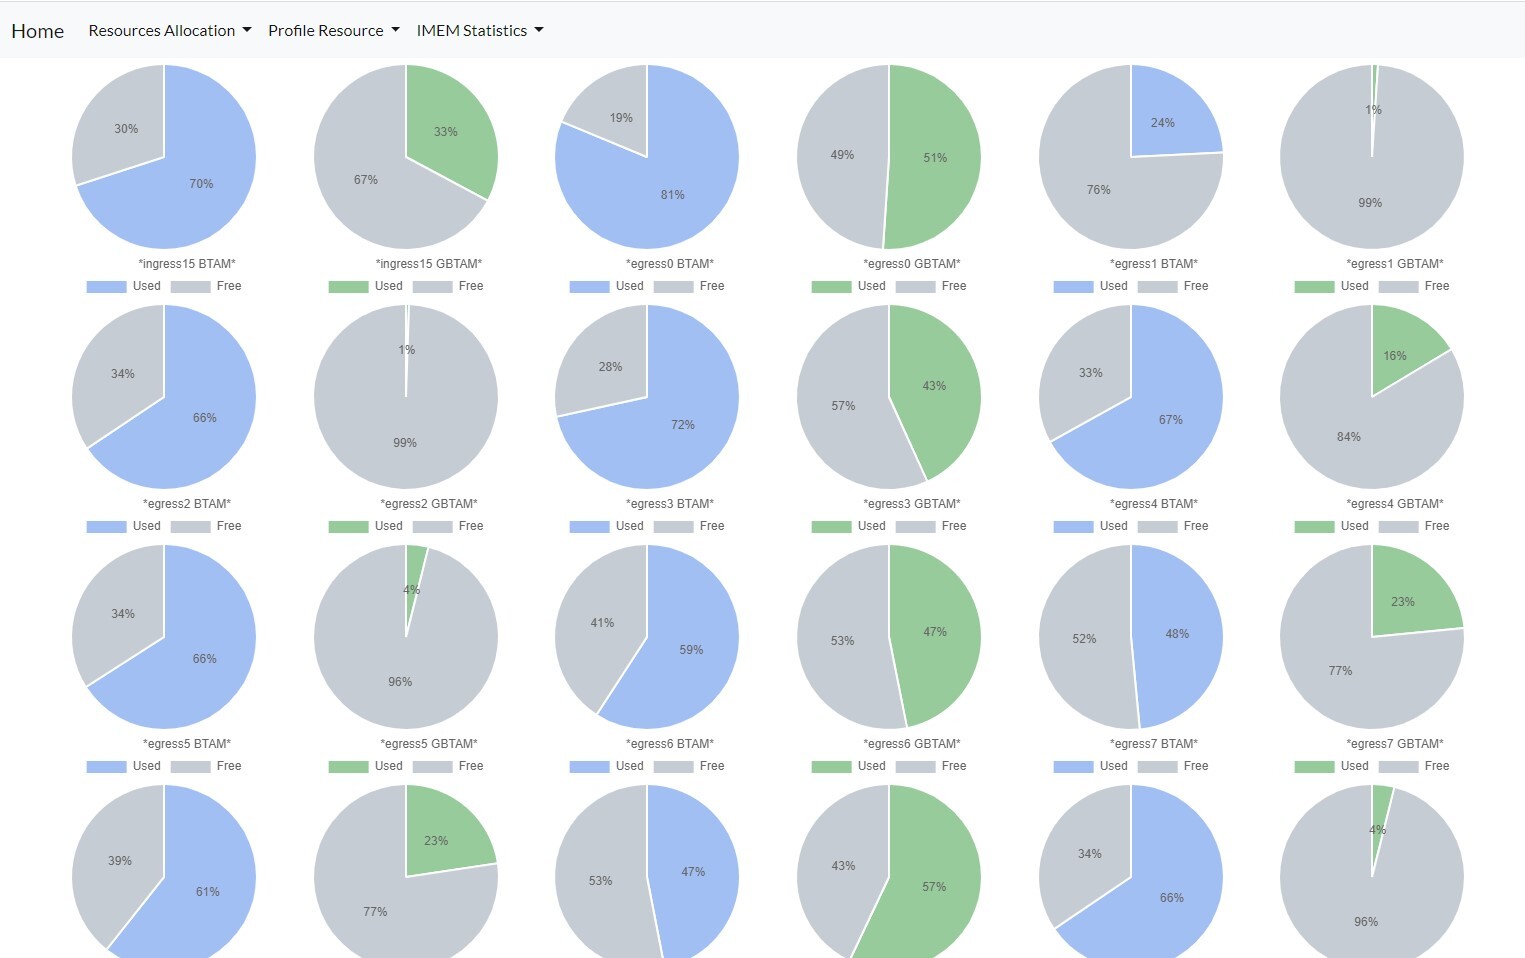 Home Resources Allocation Profile Resource IMEM Statistics
30% 70% 67% 33% 19% 81% 49% 51% 76% 24% 1% 99%
*ingress15 BTAM* *ingress15 GBTAM* *egress0 BTAM* *egress0 GBTAM* *egress1 BTAM* *egress1 GBTAM*
Used Free Used Free Used Free Used Free Used Free Used Free
34% 66% 1% 99% 28% 72% 57% 43% 33% 67% 16% 84%
*egress2 BTAM* *egress2 GBTAM* *egress3 BTAM* *egress3 GBTAM* *egress4 BTAM* *egress4 GBTAM*
Used Free Used Free Used Free Used Free Used Free Used Free
34% 66% 4% 96% 41% 59% 53% 47% 52% 48% 23% 77%
*egress5 BTAM* *egress5 GBTAM* *egress6 BTAM* *egress6 GBTAM* *egress7 BTAM* *egress7 GBTAM*
Used Free Used Free Used Free Used Free Used Free Used Free
39% 61% 23% 77% 53% 47% 43% 57% 34% 66% 4% 96%